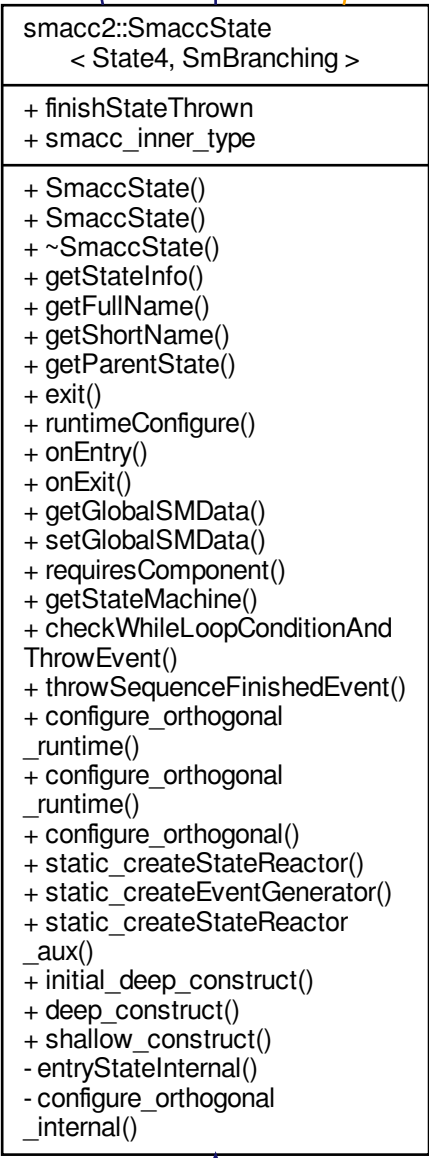 smacc2::SmaccState
< State4, SmBranching >
+ finishStateThrown
+ smacc_inner_type
+ SmaccState()
+ SmaccState()
+ ~SmaccState()
+ getStateInfo()
+ getFullName()
+ getShortName()
+ getParentState()
+ exit()
+ runtimeConfigure()
+ onEntry()
+ onExit()
+ getGlobalSMData()
+ setGlobalSMData()
+ requiresComponent()
+ getStateMachine()
+ checkWhileLoopConditionAnd
ThrowEvent()
+ throwSequenceFinishedEvent()
+ configure_orthogonal
_runtime()
+ configure_orthogonal
_runtime()
+ configure_orthogonal()
+ static_createStateReactor()
+ static_createEventGenerator()
+ static_createStateReactor
_aux()
+ initial_deep_construct()
+ deep_construct()
+ shallow_construct()
- entryStateInternal()
- configure_orthogonal
_internal()